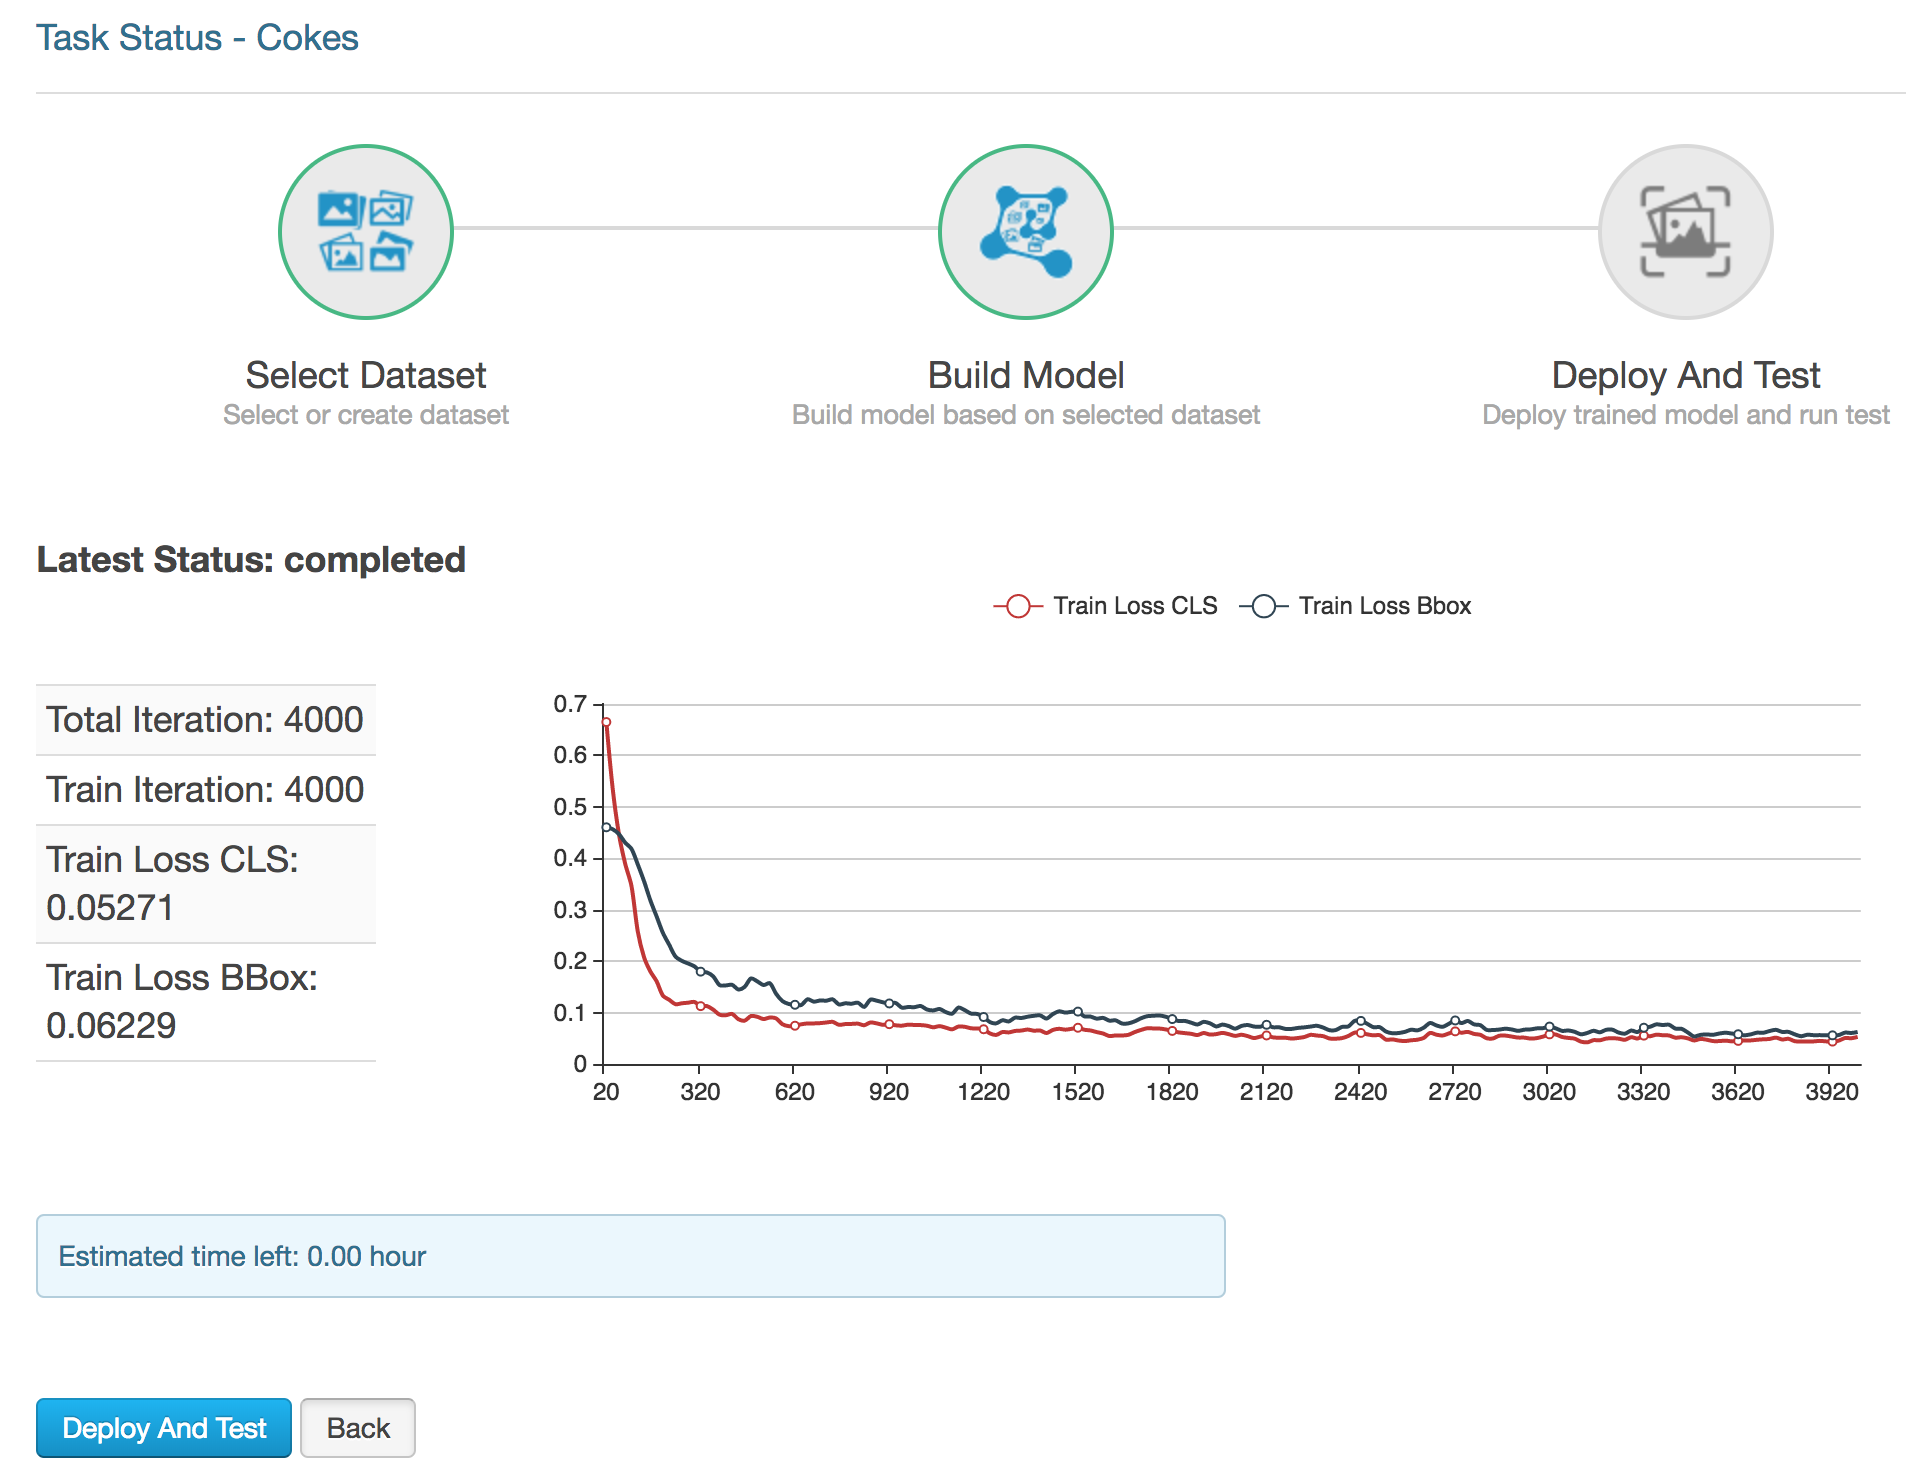 Task Status - Cokes
Select Dataset
Select or create dataset
Build Model
Build model based on selected dataset
Deploy And Test
Deploy trained model and run test
Latest Status: completed
Train Loss CLS
Train Loss Bbox
Total Iteration: 4000
Train Iteration: 4000
Train Loss CLS:
0.05271
Train Loss BBox:
0.06229
0.7
0.6
0.5
0.4
0.3
0.2
0.1
0
20 320 620 920 1220 1520 1820 2120 2420 2720 3020 3320 3620 3920
Estimated time left: 0.00 hour
Deploy And Test
Back